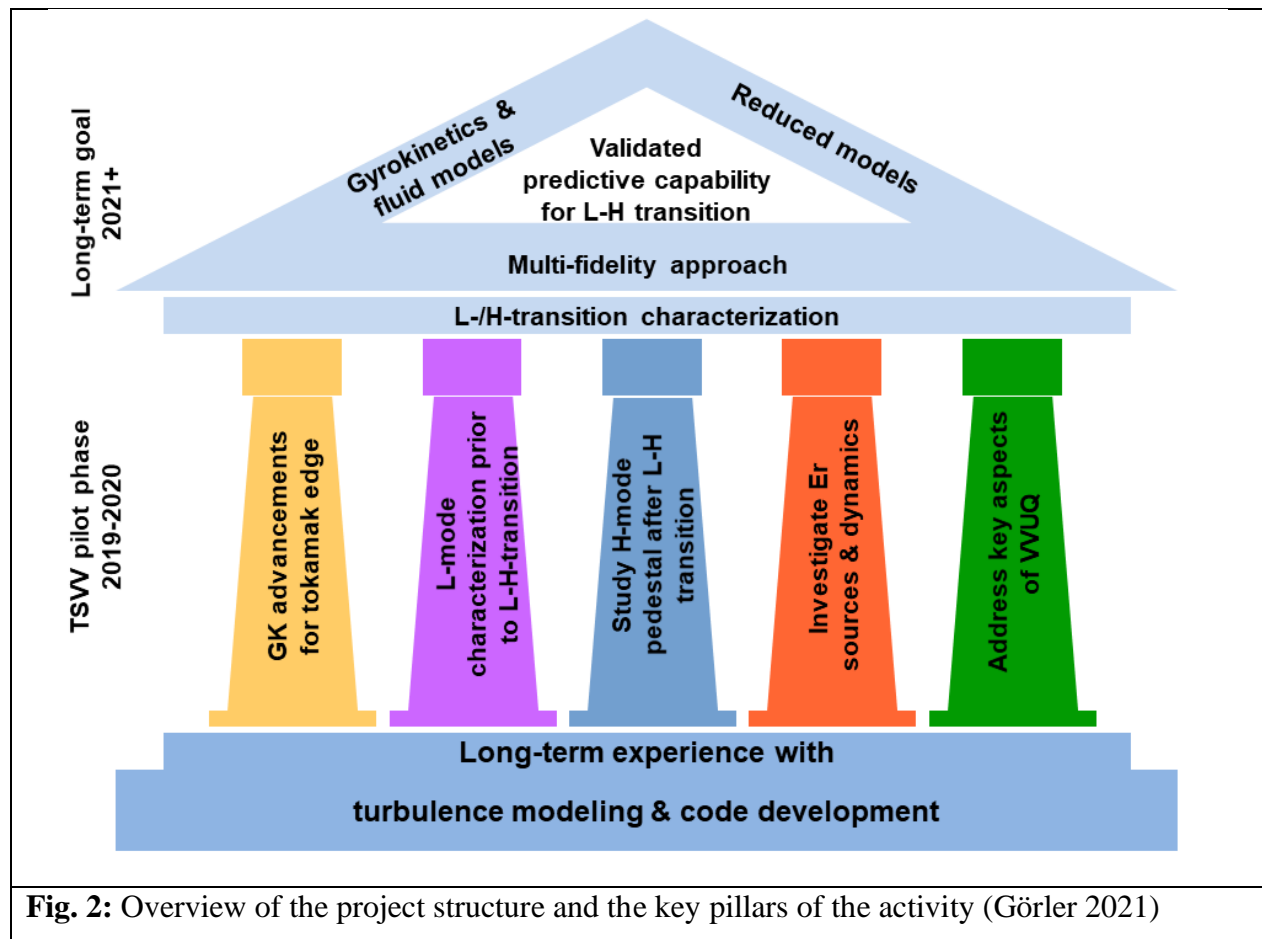 Long-term goal
2021+
Gyrokinetics &
fluid models
Reduced models
Validated
predictive capability
for L-H transition
Multi-fidelity approach
L-/H-transition characterization
TSVV pilot phase
2019-2020
GK advancements
for tokamak edge
L-mode
characterization prior
to L-H-transition
Study H-mode
pedestal after L-H
transition
Investigate Er
sources & dynamics
Address key aspects
of VVUQ
Long-term experience with
turbulence modeling & code development
Fig. 2: Overview of the project structure and the key pillars of the activity (Görler 2021)